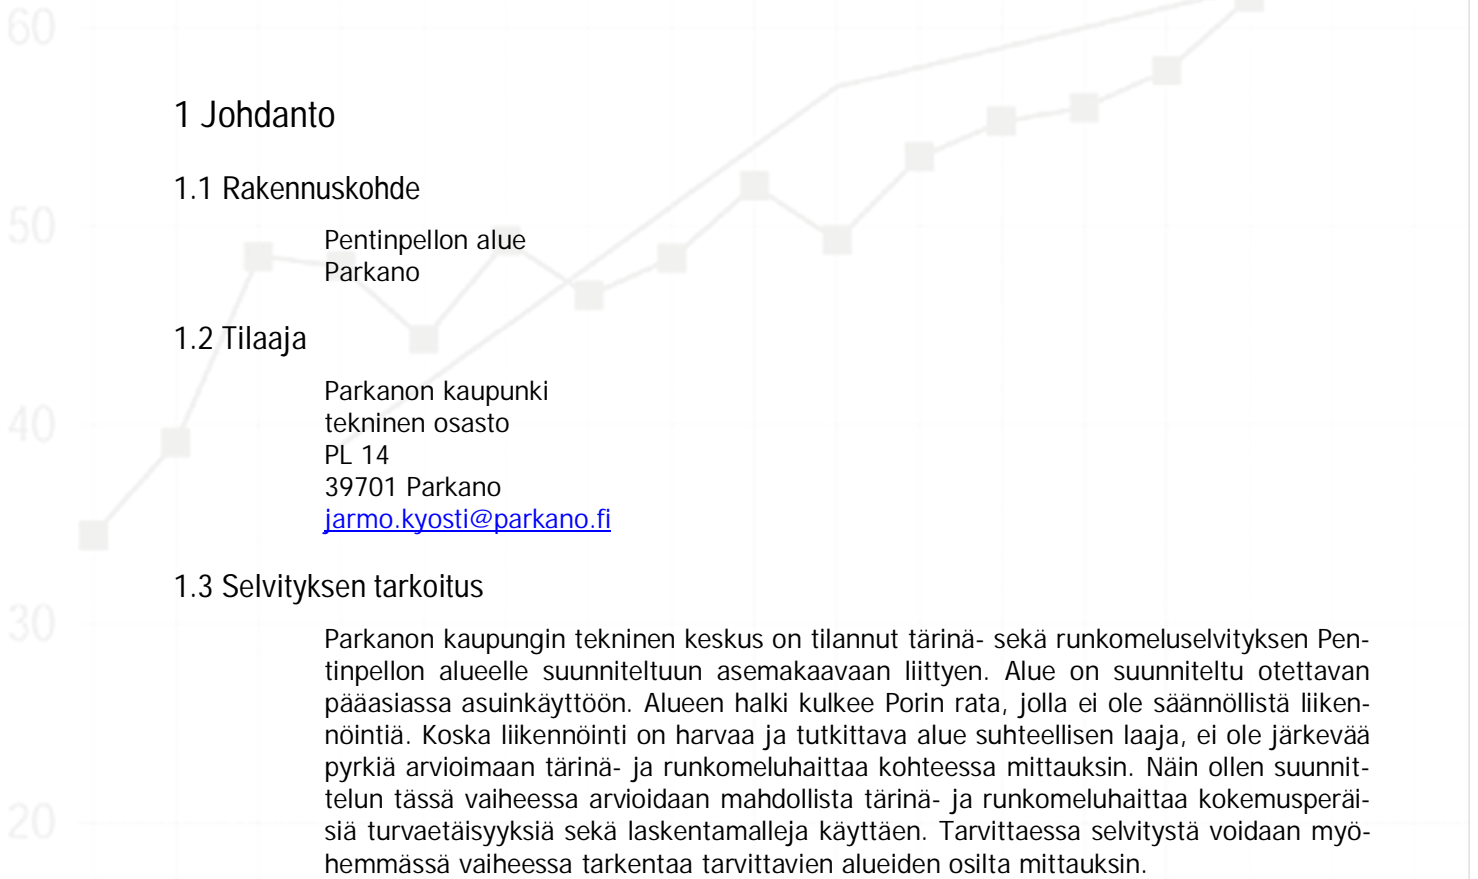 60
1 Johdanto
1.1 Rakennuskohde
50
Pentinpellon alue
Parkano
1.2 Tilaaja
Parkanon kaupunki
40
tekninen osasto
PL 14
39701 Parkano
jarmo.kyosti@parkano.fi
1.3 Selvityksen tarkoitus
30
Parkanon kaupungin tekninen keskus on tilannut tärinä- sekä runkomeluselvityksen Pen-
tinpellon alueelle suunniteltuun asemakaavaan liittyen. Alue on suunniteltu otettavan
pääasiassa asuinkäyttöön. Alueen halki kulkee Porin rata, jolla ei ole säännöllistä liiken-
nöintiä. Koska liikennöinti on harvaa ja tutkittava alue suhteellisen laaja, ei ole järkevää
pyrkiä arvioimaan tärinä- ja runkomeluhaittaa kohteessa mittauksin. Näin ollen suunnit-
telun tässä vaiheessa arvioidaan mahdollista tärinä- ja runkomeluhaittaa kokemusperäi-
20
siä turvaetäisyyksiä sekä laskentamalleja käyttäen. Tarvittaessa selvitystä voidaan myö-
hemmässä vaiheessa tarkentaa tarvittavien alueiden osilta mittauksin.